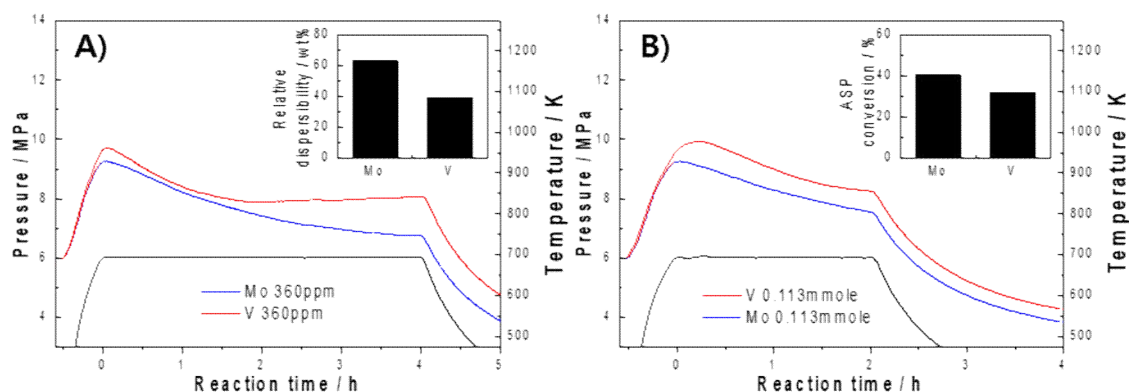 A)
Pressure / MPa
14
12
10
8
6
4
Relative
dispersibility / wt%
80
60
40
20
0
Mo
V
1200
1100
1000
900
800
700
600
500
Temperature / K
Mo 360ppm
V 360ppm
0
1
2
3
4
5
Reaction time / h
B)
Pressure / MPa
14
12
10
8
6
4
ASP
conversion / %
60
40
20
0
Mo
V
1200
1100
1000
900
800
700
600
500
Temperature / K
V 0.113mmole
Mo 0.113mmole
0
1
2
3
4
Reaction time / h